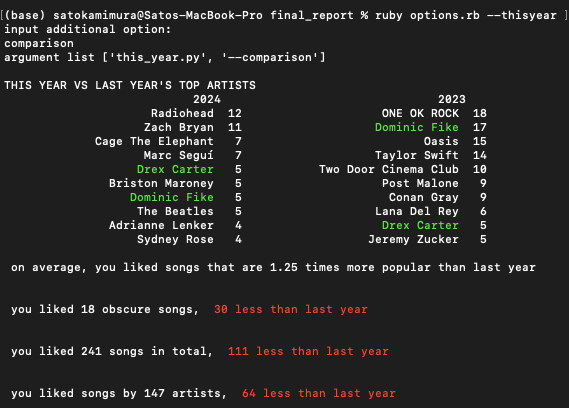 [(base) satokamimura@Satos-MacBook-Pro final_report % ruby options.rb --thisyear ]
input additional option:
comparison
argument list ['this_year.py', '--comparison']
THIS YEAR VS LAST YEAR'S TOP ARTISTS
2024 2023
Radiohead 12 ONE OK ROCK 18
Zach Bryan 11 Dominic Fike 17
Cage The Elephant 7 Oasis 15
Marc Seguí 7 Taylor Swift 14
Drex Carter 5 Two Door Cinema Club 10
Briston Maroney 5 Post Malone 9
Dominic Fike 5 Conan Gray 9
The Beatles 5 Lana Del Rey 6
Adrianne Lenker 4 Drex Carter 5
Sydney Rose 4 Jeremy Zucker 5
on average, you liked songs that are 1.25 times more popular than last year
you liked 18 obscure songs, 30 less than last year
you liked 241 songs in total, 111 less than last year
you liked songs by 147 artists, 64 less than last year